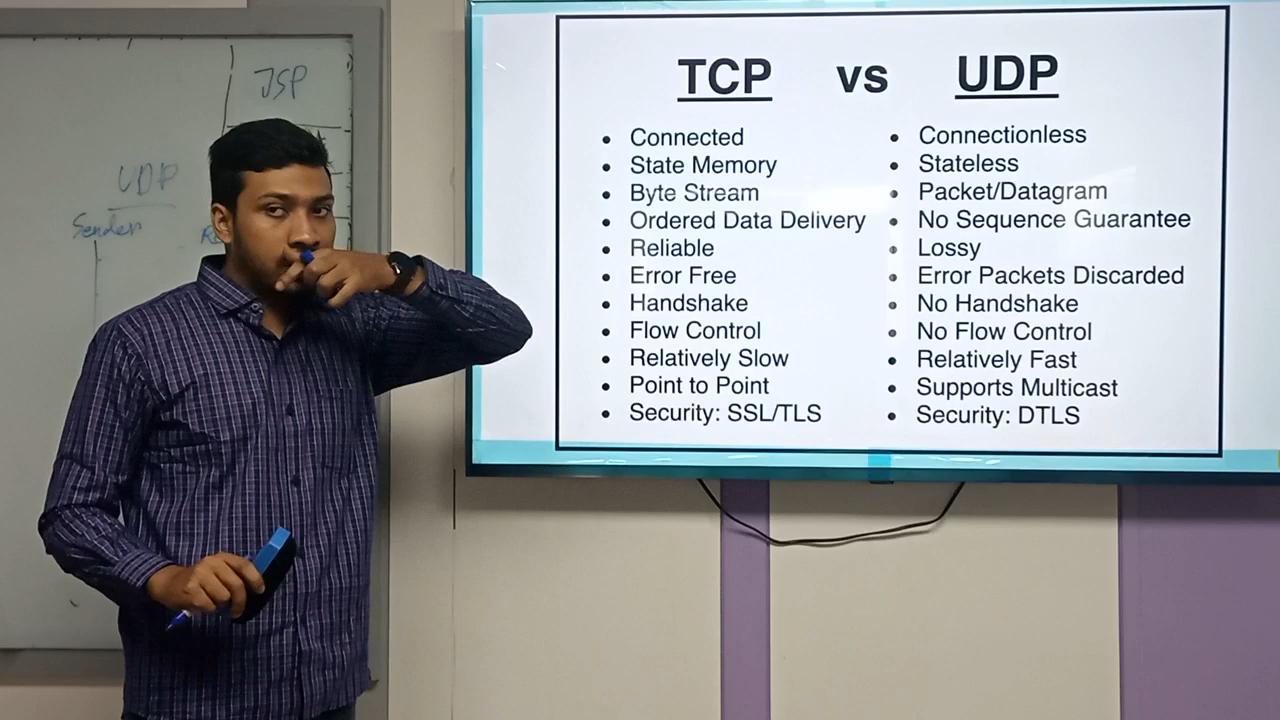 JSP
UDP
Sender
TCP vs UDP
• Connected
• State Memory
• Byte Stream
• Ordered Data Delivery
• Reliable
• Error Free
• Handshake
• Flow Control
• Relatively Slow
• Point to Point
• Security: SSL/TLS
• Connectionless
• Stateless
• Packet/Datagram
• No Sequence Guarantee
• Lossy
• Error Packets Discarded
• No Handshake
• No Flow Control
• Relatively Fast
• Supports Multicast
• Security: DTLS